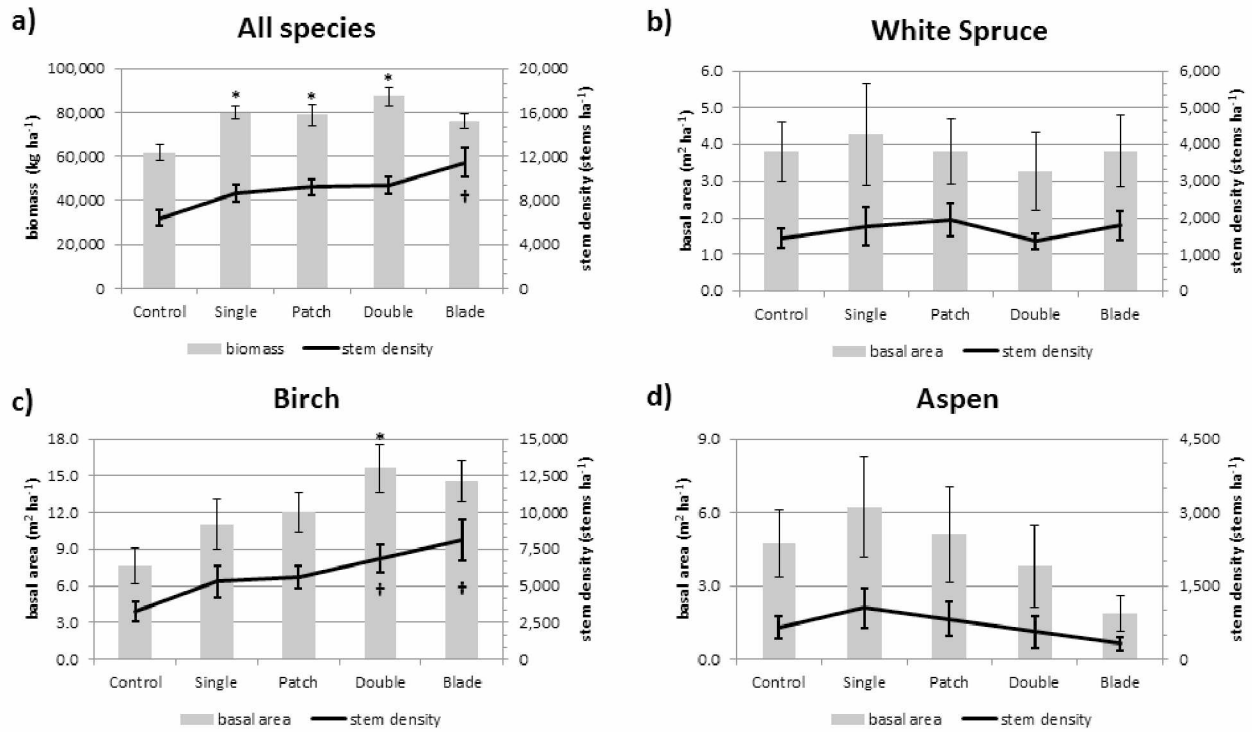 a)
All species
biomass (kg ha⁻¹)
100,000
80,000
60,000
40,000
20,000
0
20,000
16,000
12,000
8,000
4,000
0
stem density (stems ha⁻¹)
*
*
*
†
Control Single Patch Double Blade
biomass stem density
b)
White Spruce
basal area (m² ha⁻¹)
6.0
5.0
4.0
3.0
2.0
1.0
0.0
6,000
5,000
4,000
3,000
2,000
1,000
0
stem density (stems ha⁻¹)
Control Single Patch Double Blade
basal area stem density
c)
Birch
basal area (m² ha⁻¹)
18.0
15.0
12.0
9.0
6.0
3.0
0.0
15,000
12,500
10,000
7,500
5,000
2,500
0
stem density (stems ha⁻¹)
*
†
†
Control Single Patch Double Blade
basal area stem density
d)
Aspen
basal area (m² ha⁻¹)
9.0
6.0
3.0
0.0
4,500
3,000
1,500
0
stem density (stems ha⁻¹)
Control Single Patch Double Blade
basal area stem density